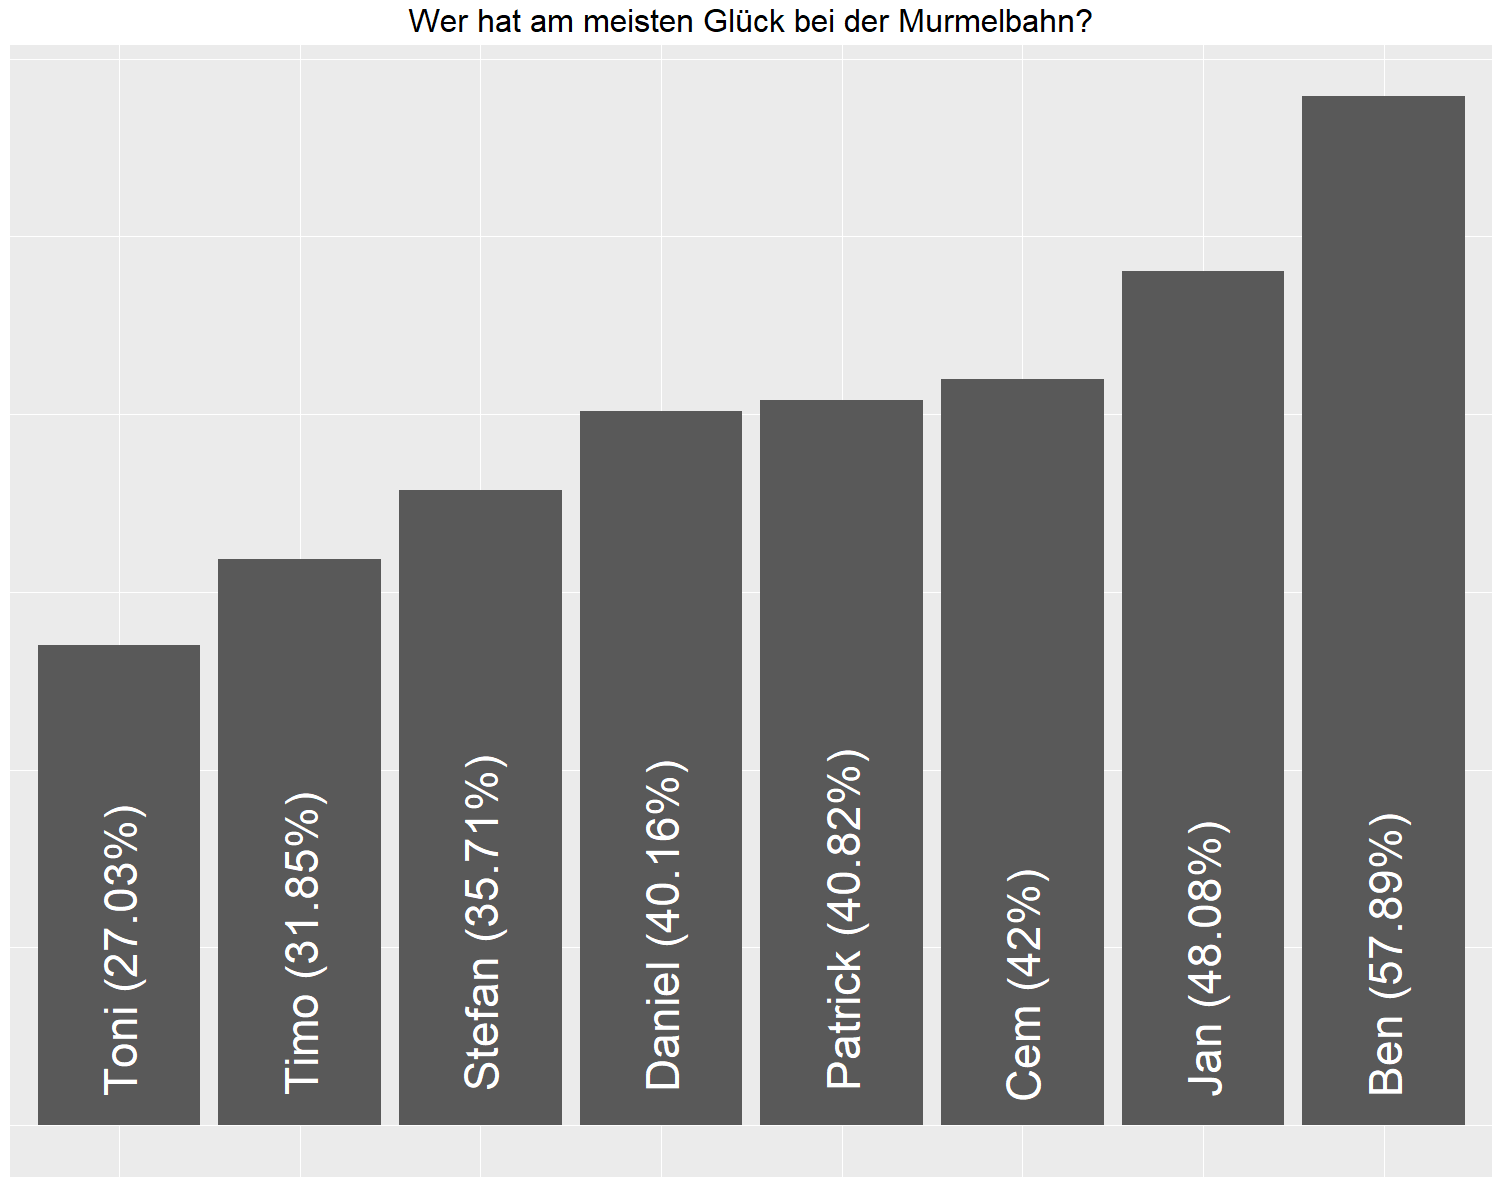 Wer hat am meisten Glück bei der Murmelbahn?
Toni (27.03%)
Timo (31.85%)
Stefan (35.71%)
Daniel (40.16%)
Patrick (40.82%)
Cem (42%)
Jan (48.08%)
Ben (57.89%)